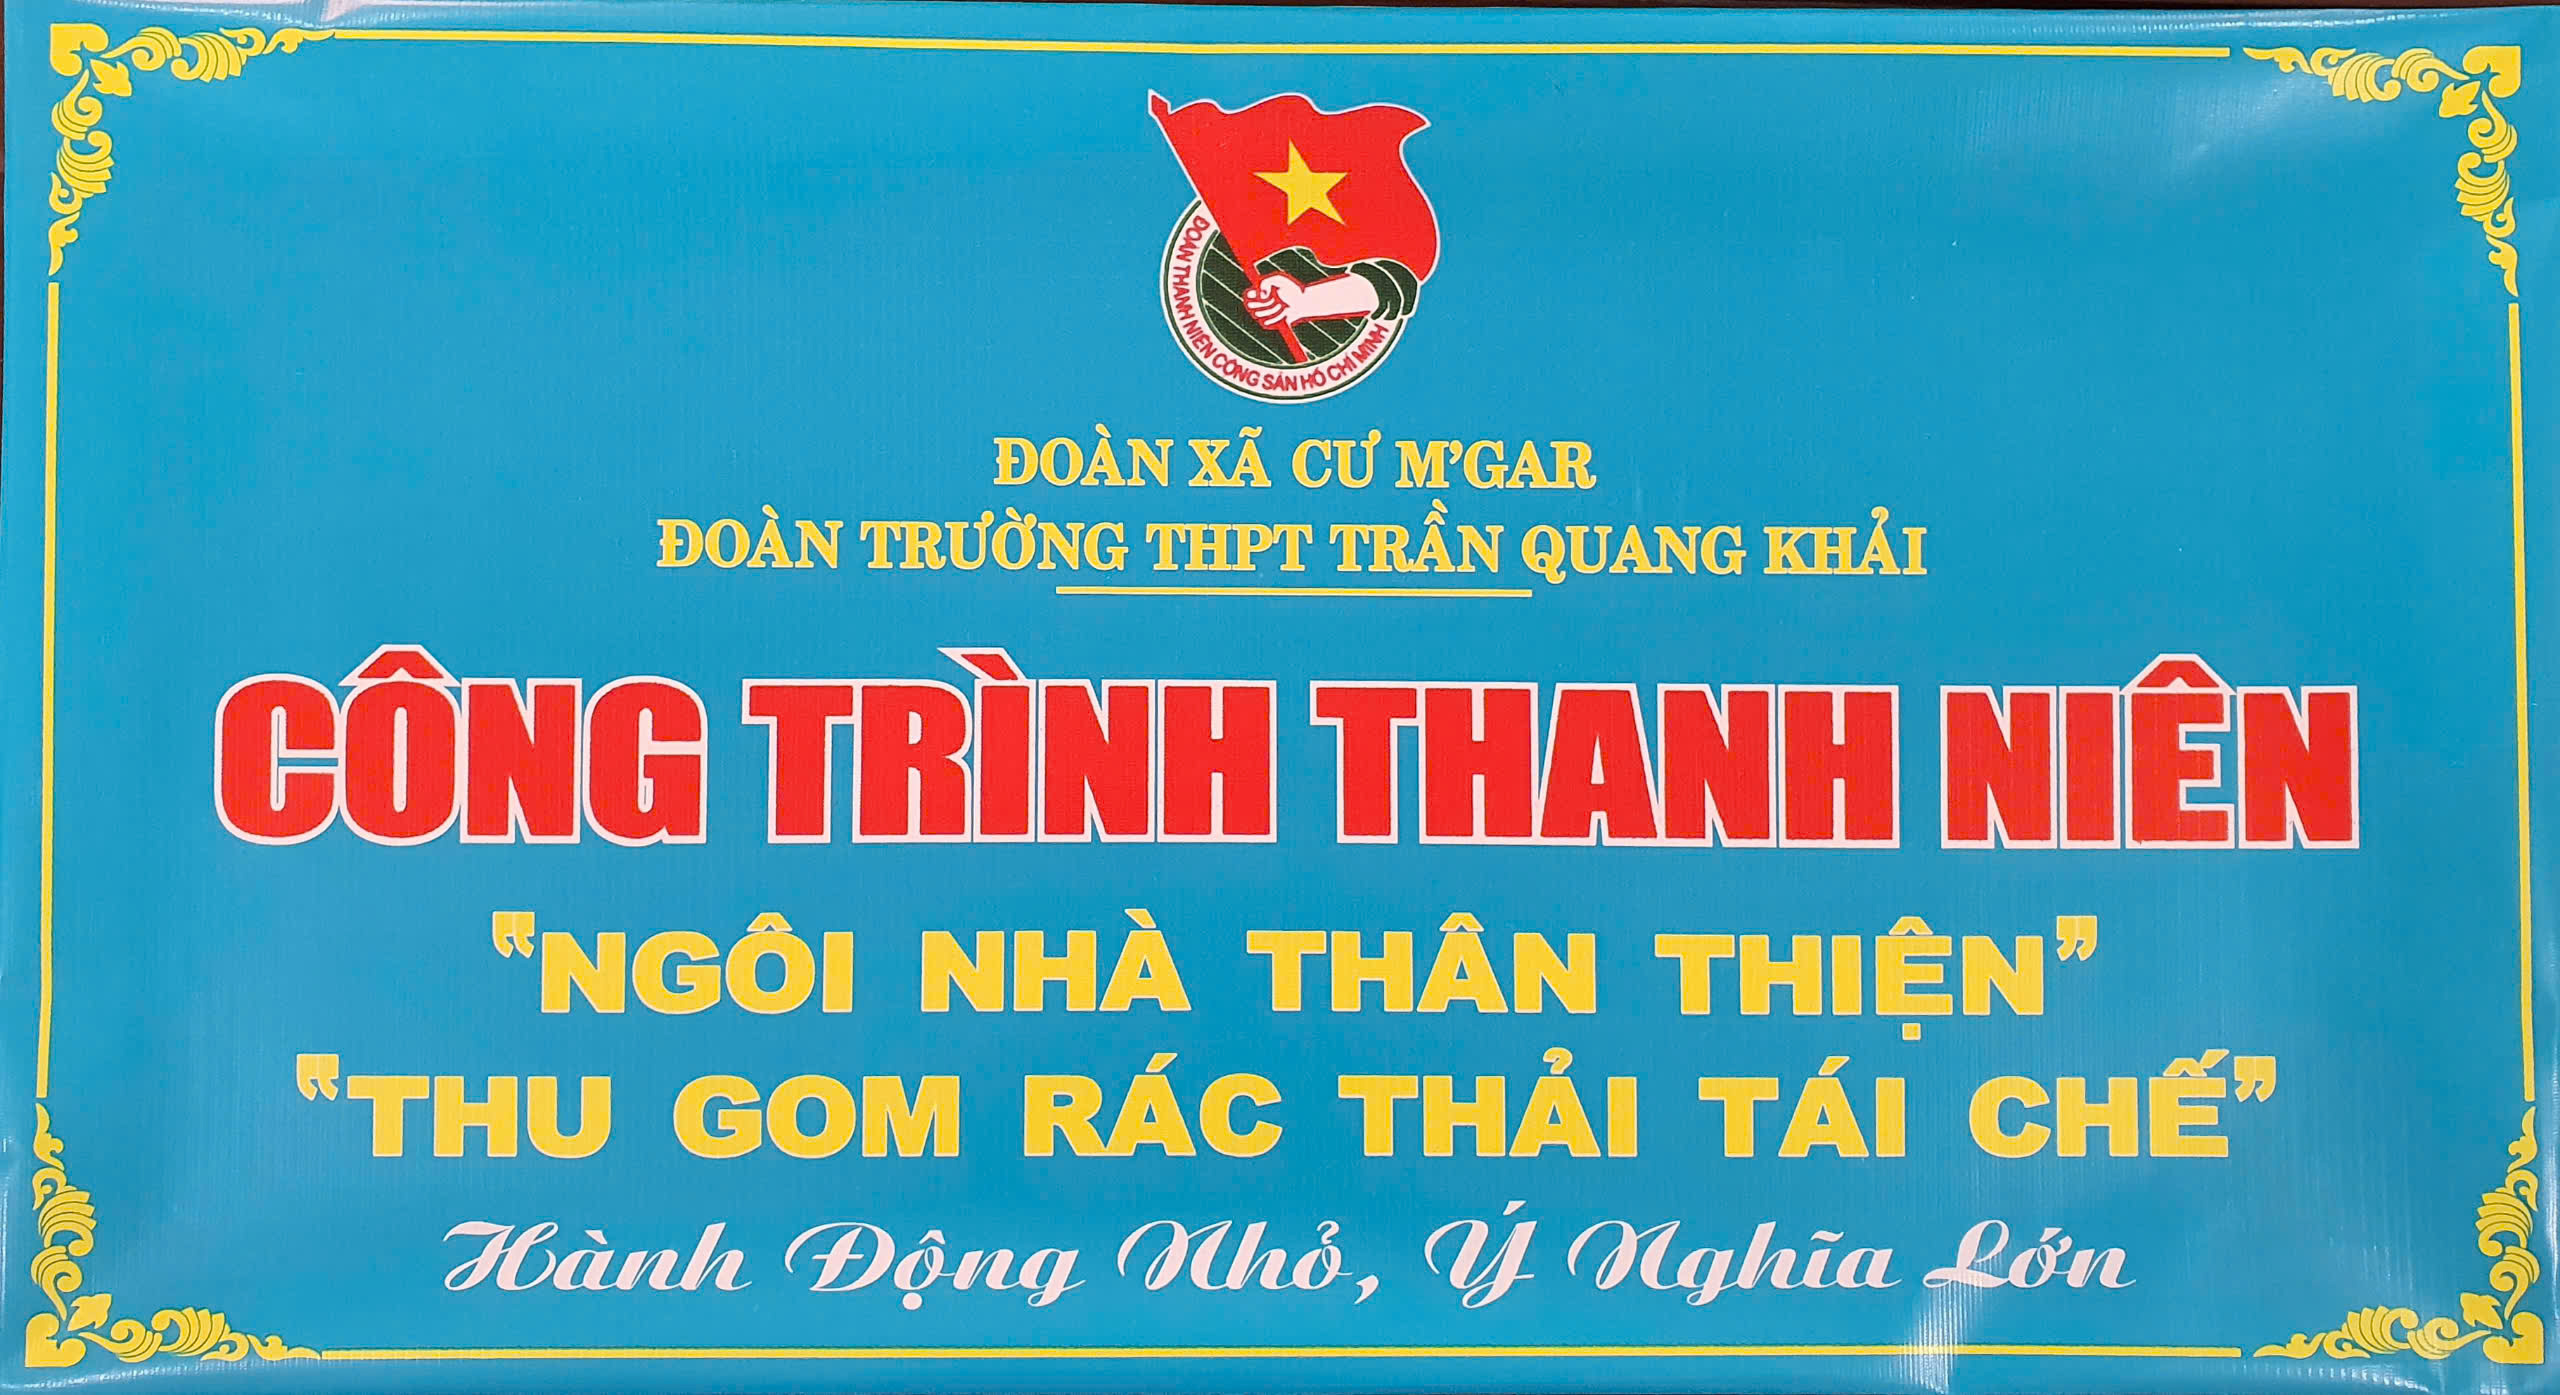 ĐOÀN THANH NIÊN CỘNG SẢN HỒ CHÍ MINH
ĐOÀN XÃ CƯ M’GAR
ĐOÀN TRƯỜNG THPT TRẦN QUANG KHẢI
CÔNG TRÌNH THANH NIÊN
“NGÔI NHÀ THÂN THIỆN”
“THU GOM RÁC THẢI TÁI CHẾ”
Hành Động Nhỏ, Ý Nghĩa Lớn